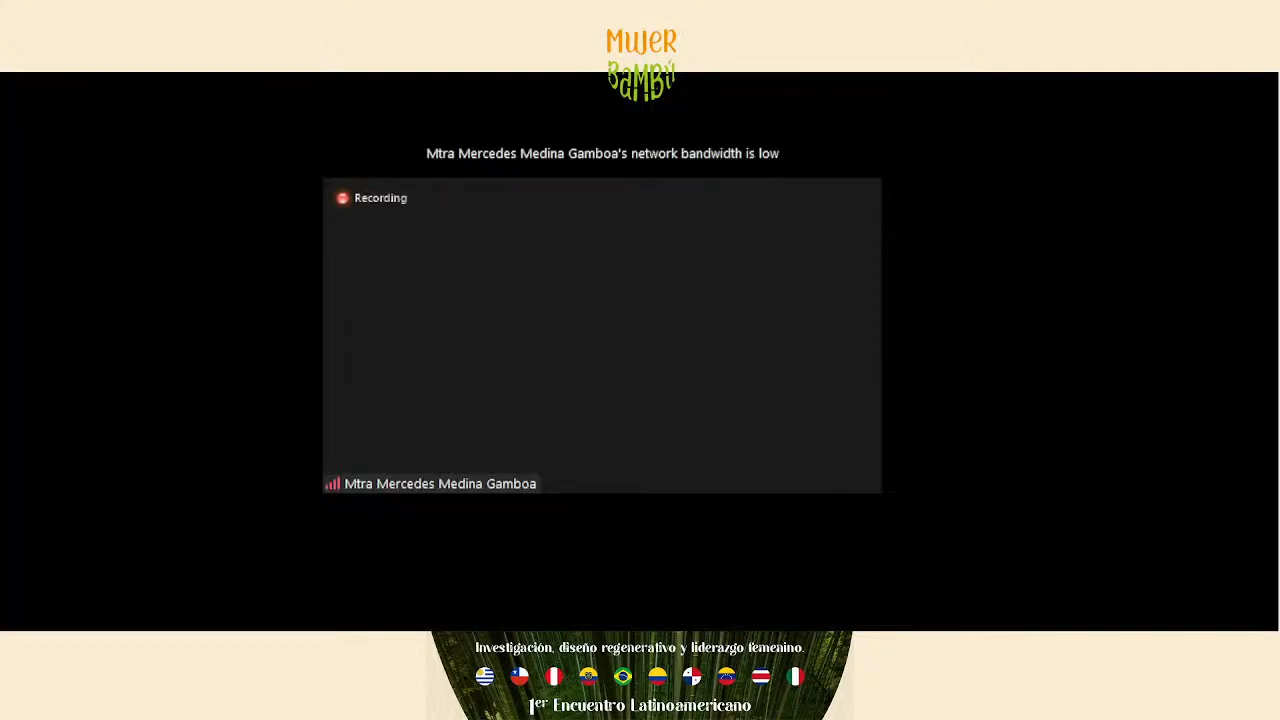 MUJER
BAMBÚ
Mtra Mercedes Medina Gamboa's network bandwidth is low
Recording
Mtra Mercedes Medina Gamboa
Investigación, diseño regenerativo y liderazgo femenino.
1er Encuentro Latinoamericano